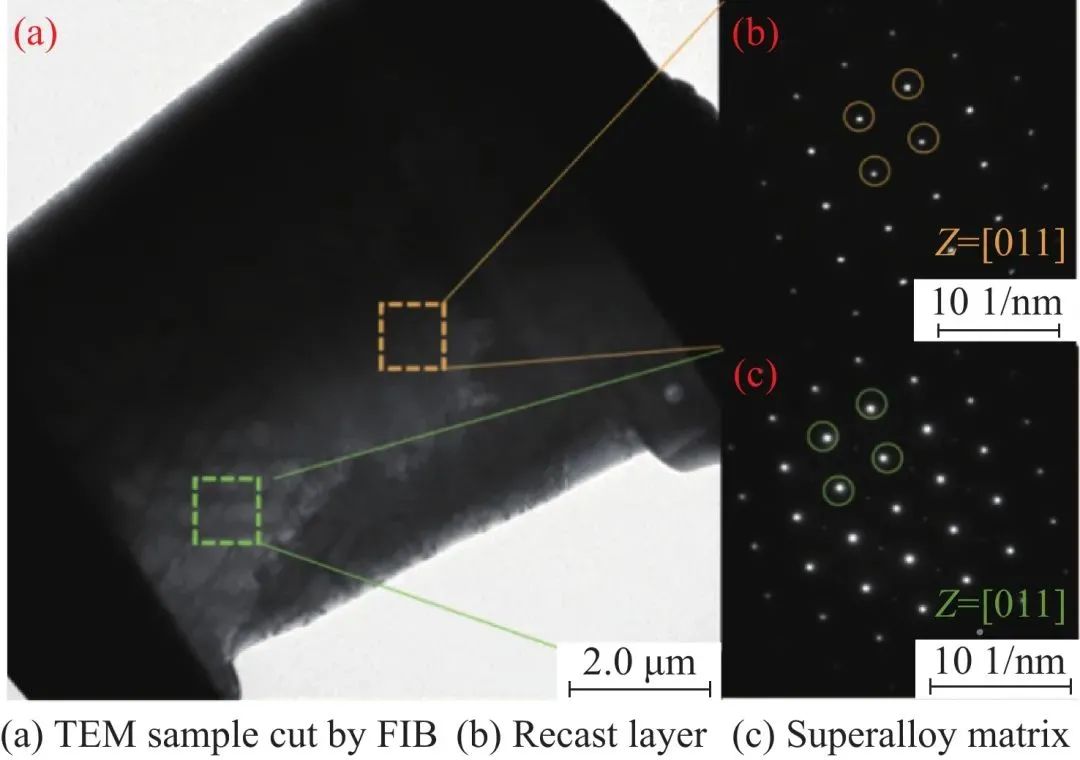 (a)
(b)
Z=[011]
10 1/nm
(c)
Z=[011]
10 1/nm
2.0 μm
(a) TEM sample cut by FIB (b) Recast layer (c) Superalloy matrix